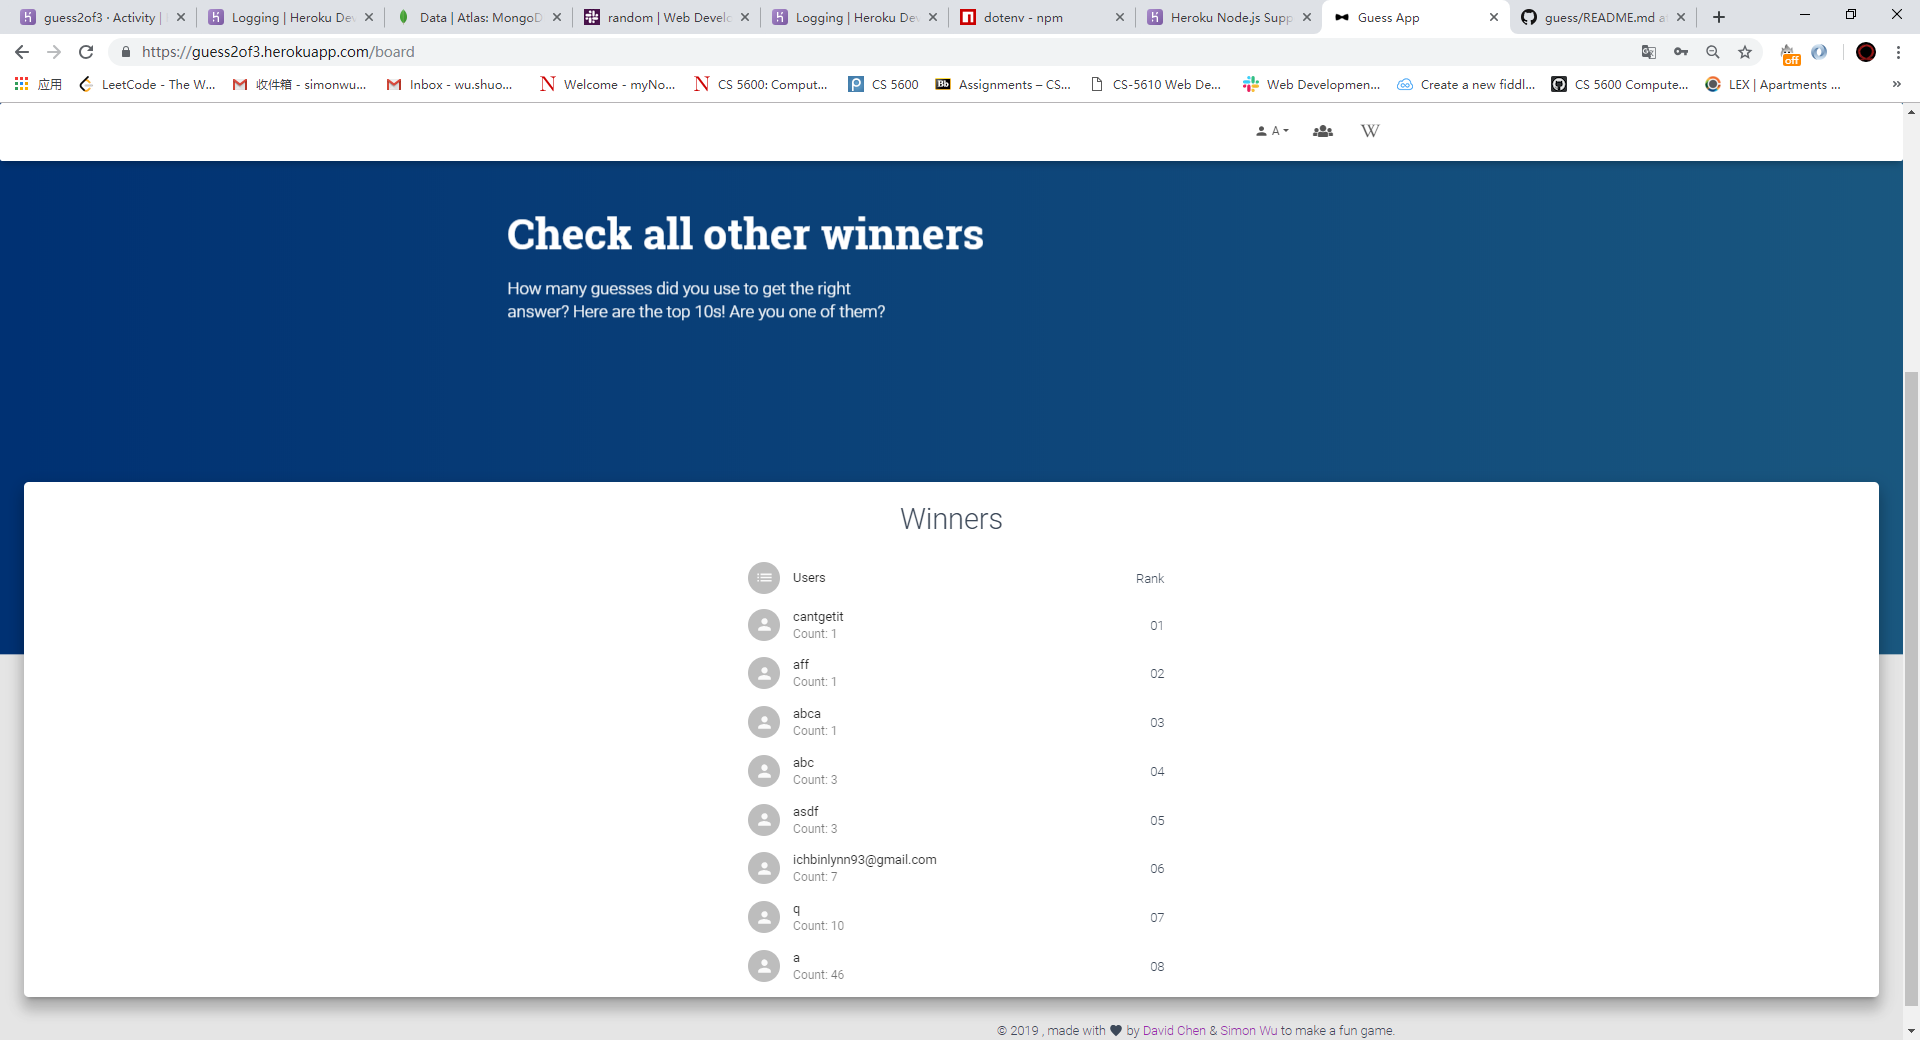 guess2of3 · Activity |
Logging | Heroku Dev
Data | Atlas: MongoD
random | Web Develo
Logging | Heroku Dev
dotenv - npm
Heroku Node.js Supp
Guess App
guess/README.md a
https://guess2of3.herokuapp.com/board
off
应用
LeetCode - The W...
收件箱 - simonwu...
Inbox - wu.shuo...
Welcome - myNo...
CS 5600: Comput...
CS 5600
Bb
Assignments – CS...
CS-5610 Web De...
Web Developmen...
Create a new fiddl...
CS 5600 Compute...
LEX | Apartments ...
»
A
W
Check all other winners
How many guesses did you use to get the right
answer? Here are the top 10s! Are you one of them?
Winners
Users
Rank
cantgetit
Count: 1
01
aff
Count: 1
02
abca
Count: 1
03
abc
Count: 3
04
asdf
Count: 3
05
ichbinlynn93@gmail.com
Count: 7
06
q
Count: 10
07
a
Count: 46
08
© 2019 , made with ♥ by David Chen & Simon Wu to make a fun game.